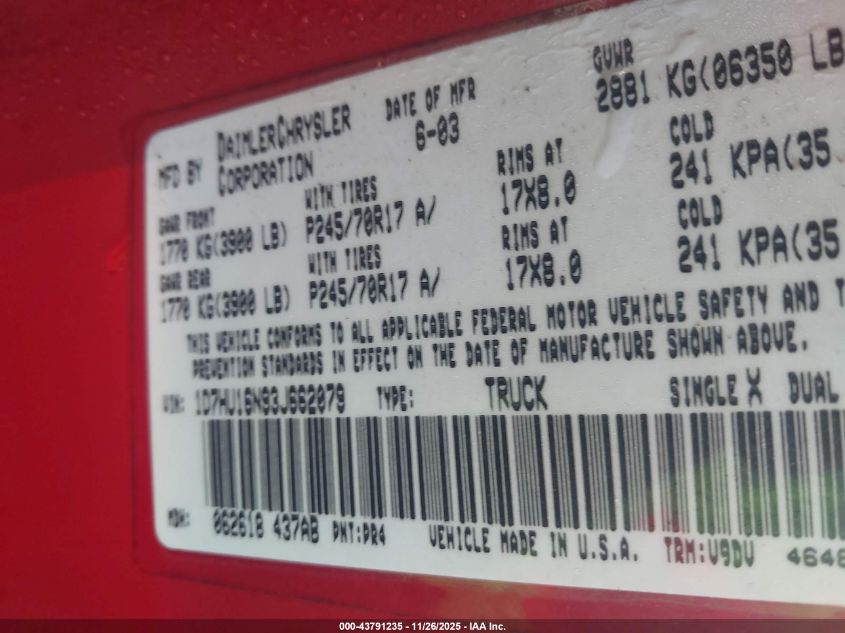 MFD BY DAIMLERCHRYSLER CORPORATION DATE OF MFR 6-03 GVWR 2881 KG(06350 LB
GAWR FRONT WITH TIRES RIMS AT COLD
1770 KG(3900 LB) P245/70R17 A/ 17X8.0 241 KPA(35
GAWR REAR WITH TIRES RIMS AT COLD
1770 KG(3900 LB) P245/70R17 A/ 17X8.0 241 KPA(35
THIS VEHICLE CONFORMS TO ALL APPLICABLE FEDERAL MOTOR VEHICLE SAFETY AND T
PREVENTION STANDARDS IN EFFECT ON THE DATE OF MANUFACTURE SHOWN ABOVE.
VIN: 1D7HU16N93J662079 TYPE: TRUCK SINGLE X DUAL
MDH: 062618 437AB PNT:PR4 VEHICLE MADE IN U.S.A. TRM:V9DV 4648
000-43791235 - 11/26/2025 - IAA Inc.